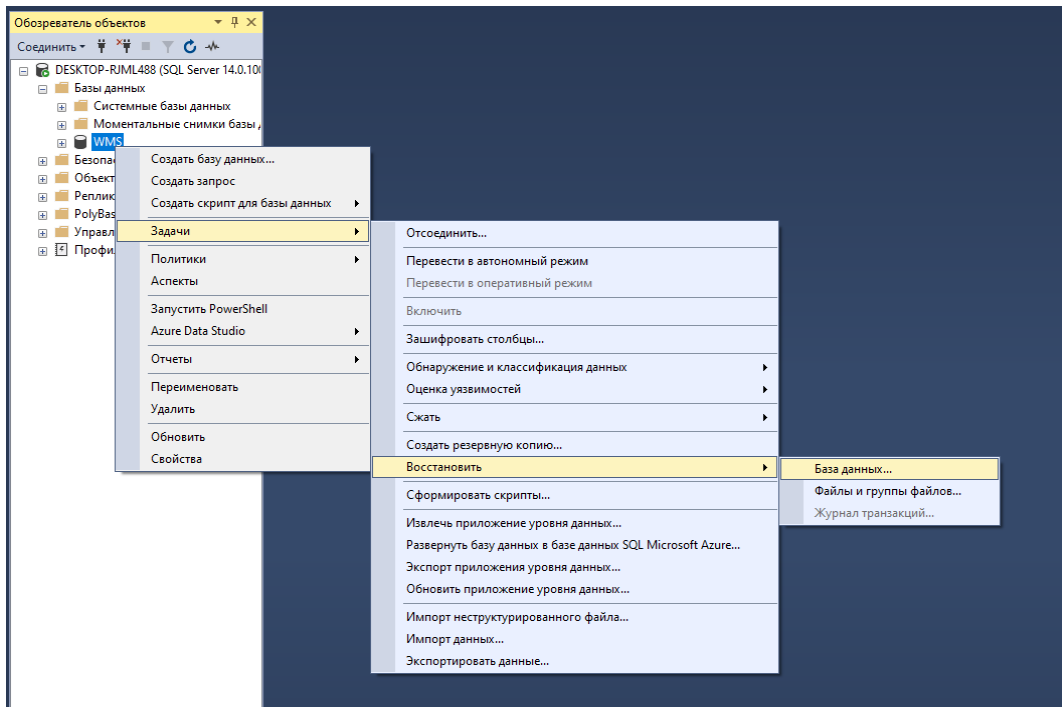 Обозреватель объектов
Соединить
DESKTOP-RJML488 (SQL Server 14.0.100
Базы данных
Системные базы данных
Моментальные снимки базы
WMS
Безопа
Объект
Реплик
PolyBas
Управл
Профи
Создать базу данных...
Создать запрос
Создать скрипт для базы данных
Задачи
Политики
Аспекты
Запустить PowerShell
Azure Data Studio
Отчеты
Переименовать
Удалить
Обновить
Свойства
Отсоединить...
Перевести в автономный режим
Перевести в оперативный режим
Включить
Зашифровать столбцы...
Обнаружение и классификация данных
Оценка уязвимостей
Сжать
Создать резервную копию...
Восстановить
Сформировать скрипты...
Извлечь приложение уровня данных...
Развернуть базу данных в базе данных SQL Microsoft Azure...
Экспорт приложения уровня данных...
Обновить приложение уровня данных...
Импорт неструктурированного файла...
Импорт данных...
Экспортировать данные...
База данных...
Файлы и группы файлов...
Журнал транзакций...